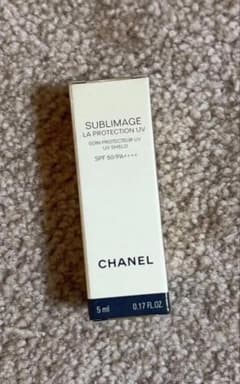 SUBLIMAGE
LA PROTECTION UV
SOIN PROTECTEUR UV
UV SHIELD
SPF 50/PA++++
CHANEL
5 ml 0.17 FL.OZ.